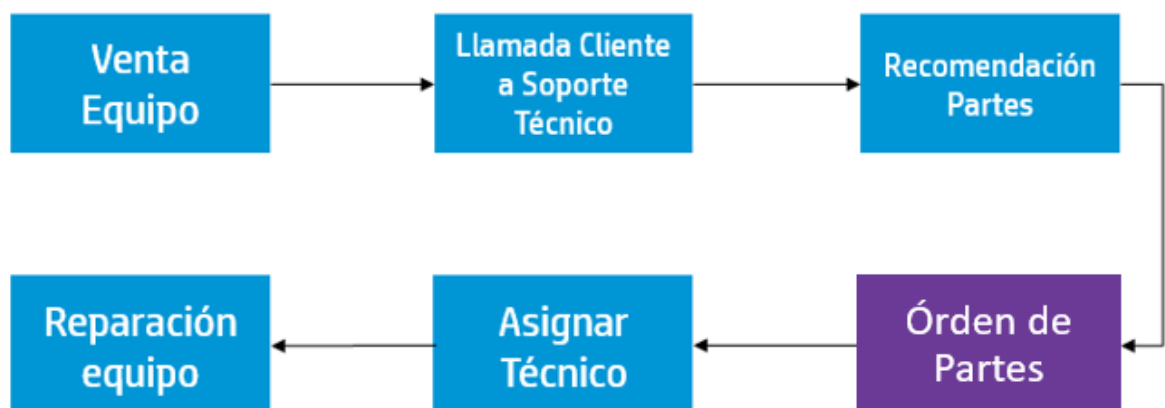 Venta
Equipo
Llamada Cliente
a Soporte
Técnico
Recomendación
Partes
Reparación
equipo
Asignar
Técnico
Órden de
Partes